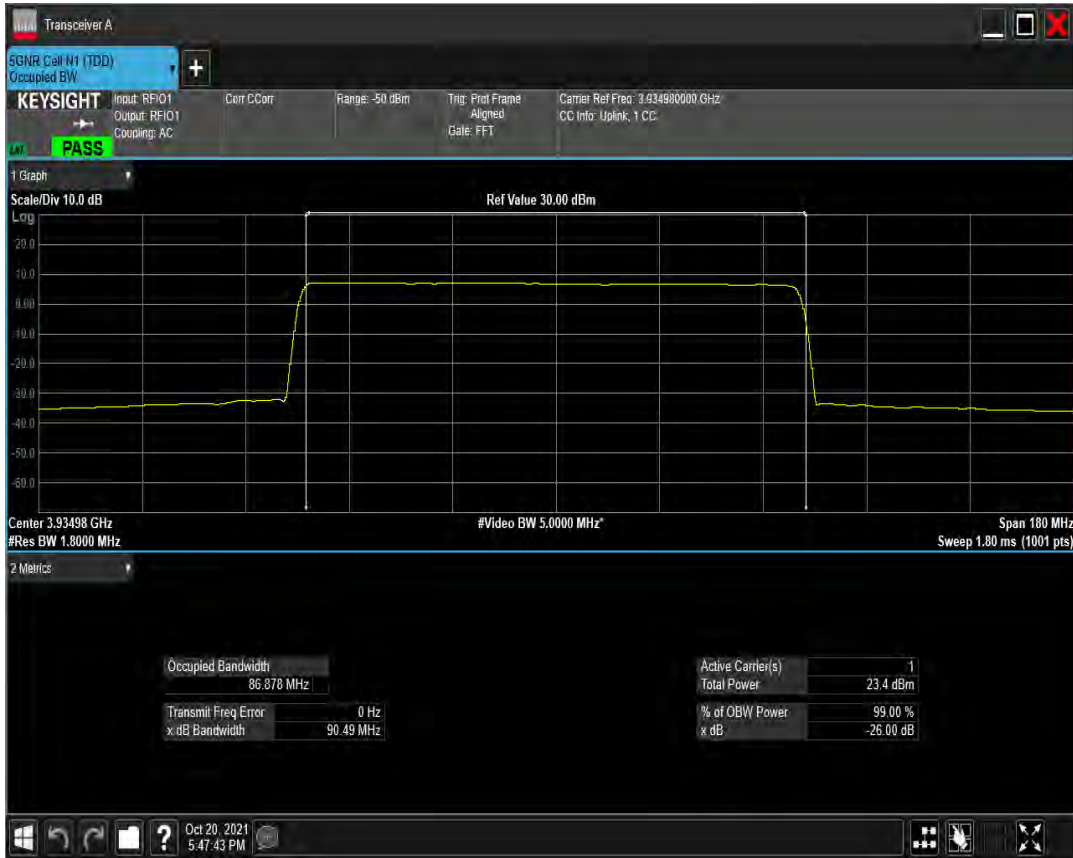 Transceiver A
5GNR Cell N1 (TDD)
Occupied BW
+
KEYSIGHT
PASS
Input: RFIO1
Output: RFIO1
Coupling: AC
Corr CCorr
Range: -50 dBm
Trig: Prot Frame
Aligned
Gate: FFT
Carrier Ref Freq: 3.934980000 GHz
CC Info: Uplink, 1 CC
1 Graph
Scale/Div 10.0 dB
Ref Value 30.00 dBm
Log
20.0
10.0
0.00
-10.0
-20.0
-30.0
-40.0
-50.0
-60.0
Center 3.93498 GHz
#Video BW 5.0000 MHz*
Span 180 MHz
#Res BW 1.8000 MHz
Sweep 1.80 ms (1001 pts)
2 Metrics
Occupied Bandwidth
86.878 MHz
Transmit Freq Error 0 Hz
x dB Bandwidth 90.49 MHz
Active Carrier(s) 1
Total Power 23.4 dBm
% of OBW Power 99.00 %
x dB -26.00 dB
?
Oct 20, 2021
5:47:43 PM